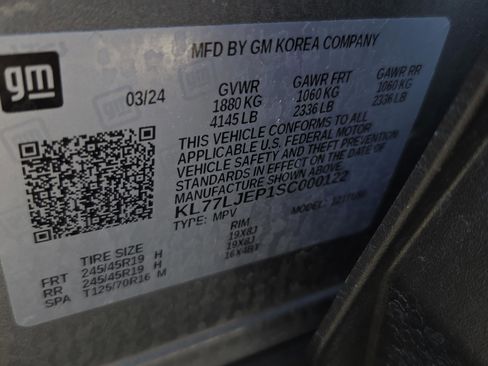 gm
MFD BY GM KOREA COMPANY
03/24 GVWR GAWR FRT GAWR RR
1880 KG 1060 KG 1060 KG
4145 LB 2336 LB 2336 LB
THIS VEHICLE CONFORMS TO ALL
APPLICABLE U.S. FEDERAL MOTOR
VEHICLE SAFETY AND THEFT PREVENTION
STANDARDS IN EFFECT ON THE DATE OF
MANUFACTURE SHOWN ABOVE.
KL77LJEP1SC000122
TYPE: MPV
TIRE SIZE RIM
FRT 245/45R19 H 19X8J
RR 245/45R19 H 19X8J
SPA T125/70R16 M 16X4BT